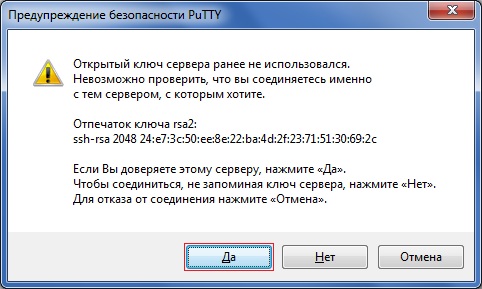 Предупреждение безопасности PuTTY
Открытый ключ сервера ранее не использовался.
Невозможно проверить, что вы соединяетесь именно
с тем сервером, с которым хотите.
Отпечаток ключа rsa2:
ssh-rsa 2048 24:e7:3c:50:ee:8e:22:ba:4d:2f:23:71:51:30:69:2c
Если Вы доверяете этому серверу, нажмите «Да».
Чтобы соединиться, не запоминая ключ сервера, нажмите «Нет».
Для отказа от соединения нажмите «Отмена».
Да
Нет
Отмена